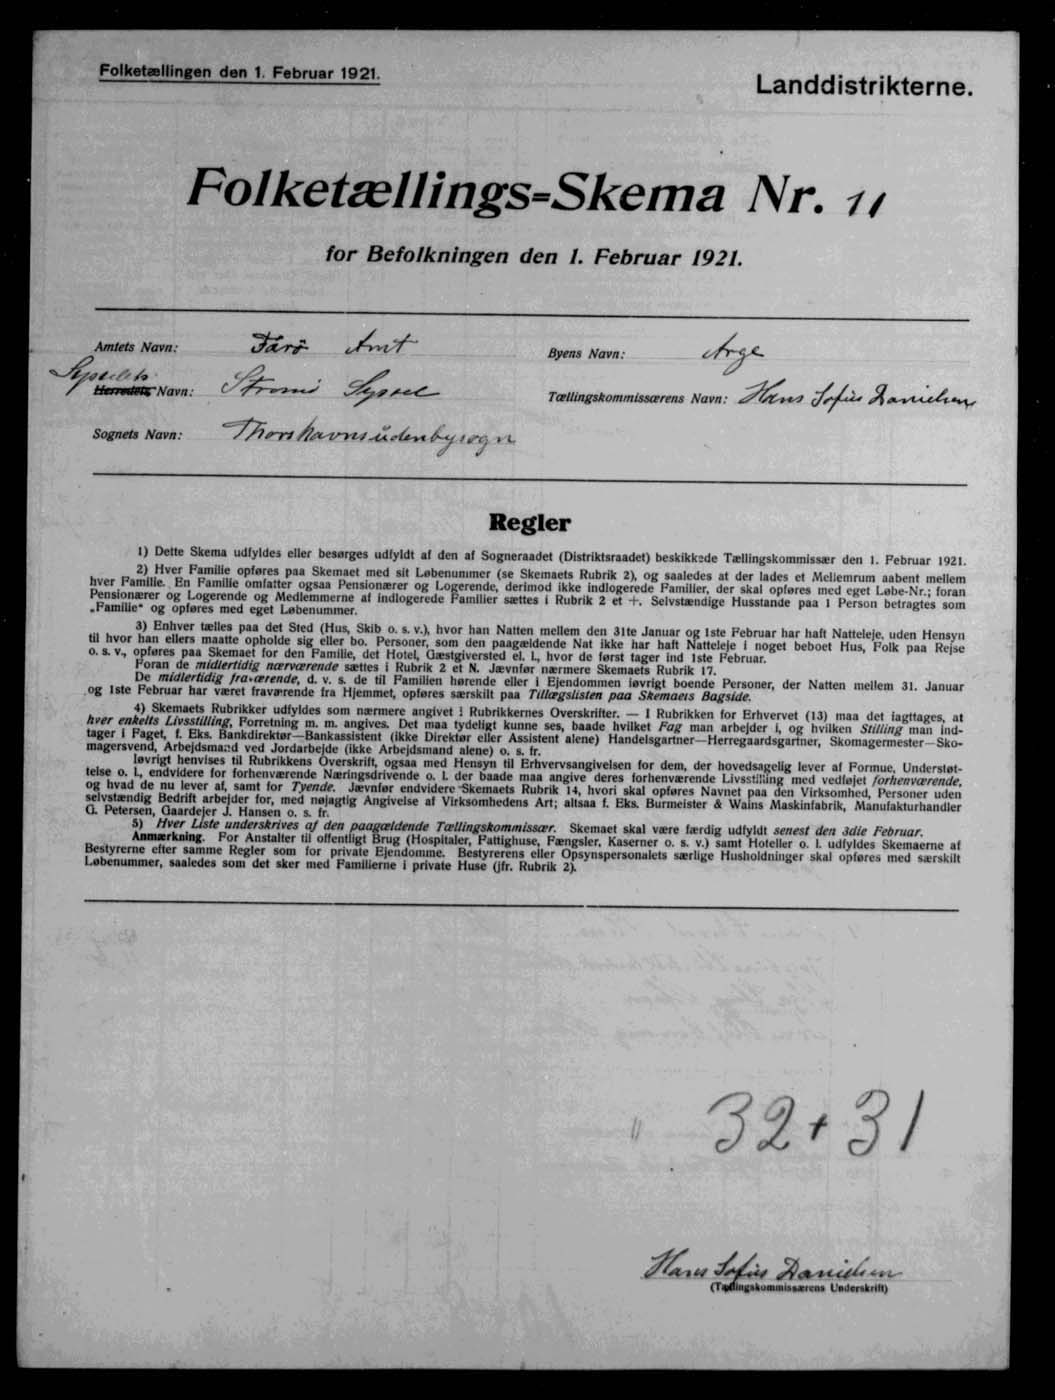 Folketællingen den 1. Februar 1921.
Landdistrikterne.
Folketællings=Skema Nr. 11
for Befolkningen den 1. Februar 1921.
Amtets Navn: Færø Amt
Byens Navn: Arge
Sysselets
Herredets Navn: Strømø Syssel
Tællingskommissærens Navn: Hans Sofus Danielsen
Sognets Navn: Thorshavns udenbysogn
Regler
1) Dette Skema udfyldes eller besørges udfyldt af den af Sogneraadet (Distriktsraadet) beskikkede Tællingskommissær den 1. Februar 1921.
2) Hver Familie opføres paa Skemaet med sit Løbenummer (se Skemaets Rubrik 2), og saaledes at der lades et Mellemrum aabent mellem
hver Familie. En Familie omfatter ogsaa Pensionærer og Logerende, derimod ikke indlogerede Familier, der skal opføres med eget Løbe-Nr.; foran
Pensionærer og Logerende og Medlemmerne af indlogerede Familier sættes i Rubrik 2 et +. Selvstændige Husstande paa 1 Person betragtes som
„Familie“ og opføres med eget Løbenummer.
3) Enhver tælles paa det Sted (Hus, Skib o. s. v.), hvor han Natten mellem den 31te Januar og 1ste Februar har haft Natteleje, uden Hensyn
til hvor han ellers maatte opholde sig eller bo. Personer, som den paagældende Nat ikke har haft Natteleje i noget beboet Hus, Folk paa Rejse
o. s. v., opføres paa Skemaet for den Familie, det Hotel, Gæstgiversted el. l., hvor de først tager ind 1ste Februar.
Foran de midlertidig nærværende sættes i Rubrik 2 et N. Jævnfør nærmere Skemaets Rubrik 17.
De midlertidig fraværende, d. v. s. de til Familien hørende eller i Ejendommen iøvrigt boende Personer, der Natten mellem 31. Januar
og 1ste Februar har været fraværende fra Hjemmet, opføres særskilt paa Tillægslisten paa Skemaets Bagside.
4) Skemaets Rubrikker udfyldes som nærmere angivet i Rubrikkernes Overskrifter. — I Rubrikken for Erhvervet (13) maa det iagttages, at
hver enkelts Livsstilling, Forretning m. m. angives. Det maa tydeligt kunne ses, baade hvilket Fag man arbejder i, og hvilken Stilling man ind-
tager i Faget, f. Eks. Bankdirektør—Bankassistent (ikke Direktør eller Assistent alene) Handelsgartner—Herregaardsgartner, Skomagermester—Sko-
magersvend, Arbejdsmand ved Jordarbejde (ikke Arbejdsmand alene) o. s. fr.
Iøvrigt henvises til Rubrikkens Overskrift, ogsaa med Hensyn til Erhvervsangivelsen for dem, der hovedsagelig lever af Formue, Understøt-
telse o. l., endvidere for forhenværende Næringsdrivende o. l. der baade maa angive deres forhenværende Livsstilling med vedføjet forhenværende,
og hvad de nu lever af, samt for Tyende. Jævnfør endvidere Skemaets Rubrik 14, hvori skal opføres Navnet paa den Virksomhed, Personer uden
selvstændig Bedrift arbejder for, med nøjagtig Angivelse af Virksomhedens Art; altsaa f. Eks. Burmeister & Wains Maskinfabrik, Manufakturhandler
G. Petersen, Gaardejer J. Hansen o. s. fr.
5) Hver Liste underskrives af den paagældende Tællingskommissær. Skemaet skal være færdig udfyldt senest den 3die Februar.
Anmærkning. For Anstalter til offentligt Brug (Hospitaler, Fattighuse, Fængsler, Kaserner o. s. v.) samt Hoteller o. l. udfyldes Skemaerne af
Bestyrerne efter samme Regler som for private Ejendomme. Bestyrerens eller Opsynspersonalets særlige Husholdninger skal opføres med særskilt
Løbenummer, saaledes som det sker med Familierne i private Huse (jfr. Rubrik 2).
32 + 31
Hans Sofus Danielsen
(Tællingskommissærens Underskrift)